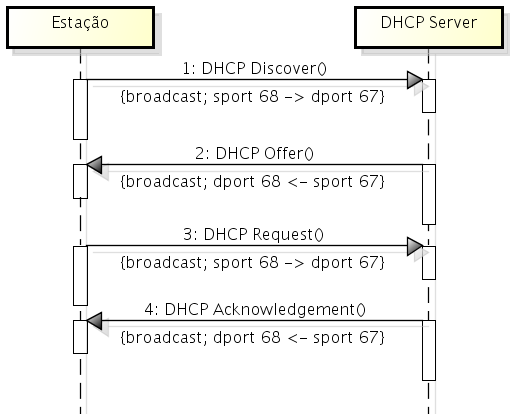 Estação
DHCP Server
1: DHCP Discover()
{broadcast; sport 68 -> dport 67}
2: DHCP Offer()
{broadcast; dport 68 <- sport 67}
3: DHCP Request()
{broadcast; sport 68 -> dport 67}
4: DHCP Acknowledgement()
{broadcast; dport 68 <- sport 67}